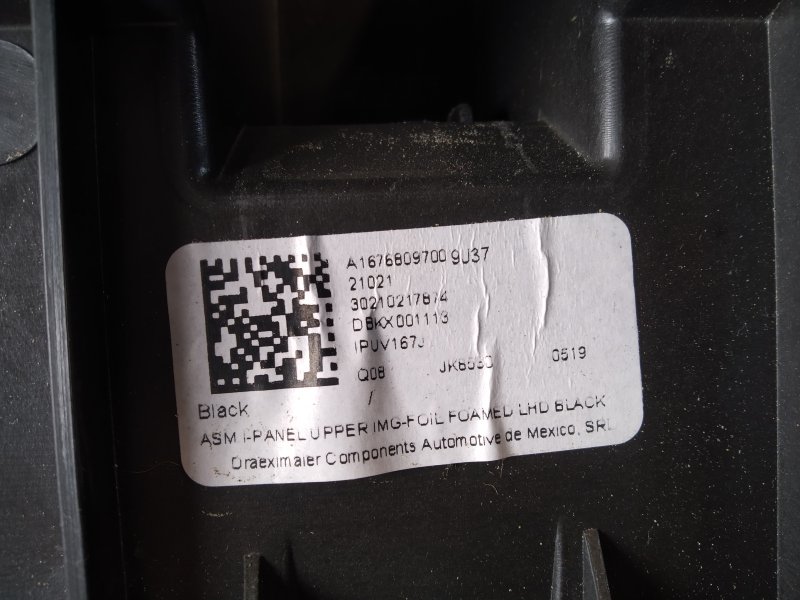 A1676809700 9U37
21021
30210217874
DBKX001113
IPUV167J
Q08 0519
Black
ASM I-PANEL UPPER IMG-FOIL FOAMED LHD BLACK
Draexlmaier Components Automotive de Mexico, SRL